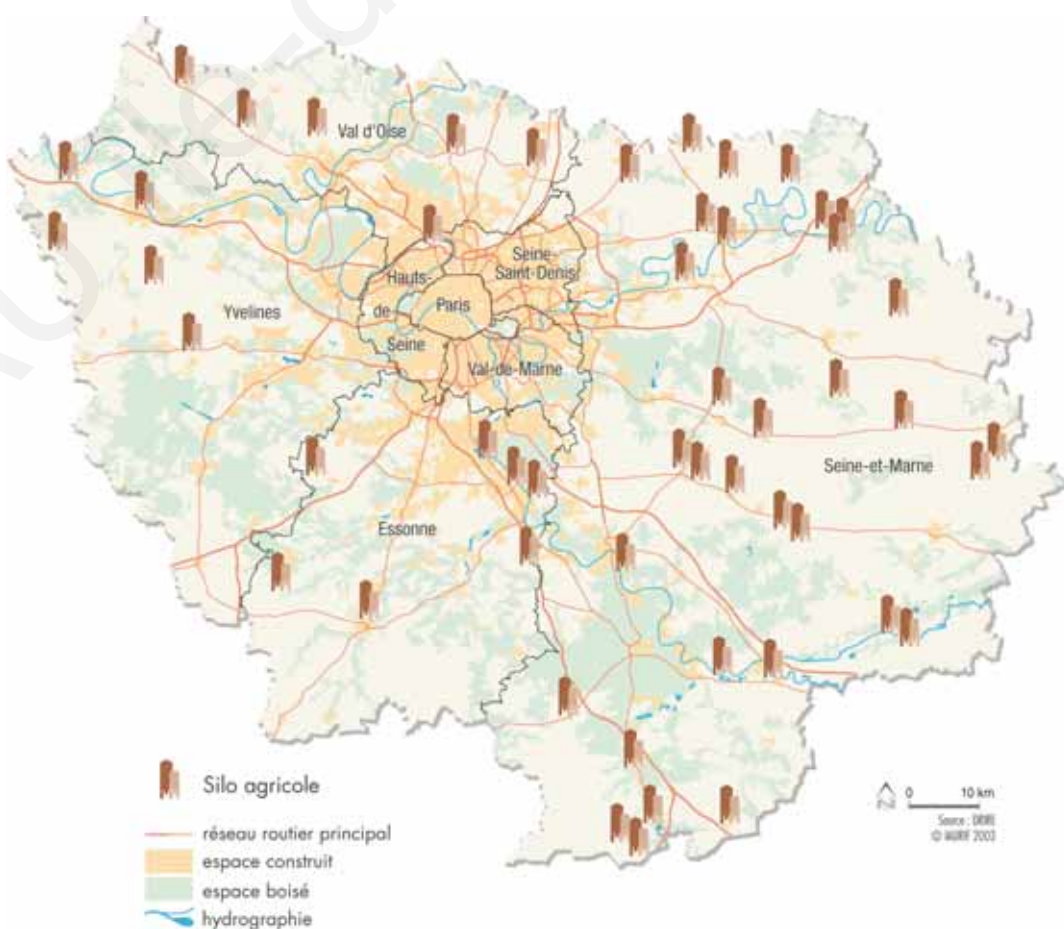 Val d'Oise
Seine-
Saint-Denis
Hauts-
de
Seine
Paris
Yvelines
Val-de-Marne
Seine-et-Marne
Essonne
Silo agricole
réseau routier principal
espace construit
espace boisé
hydrographie
N
0 10 km
Source : DRIRE
© IAURIF 2003